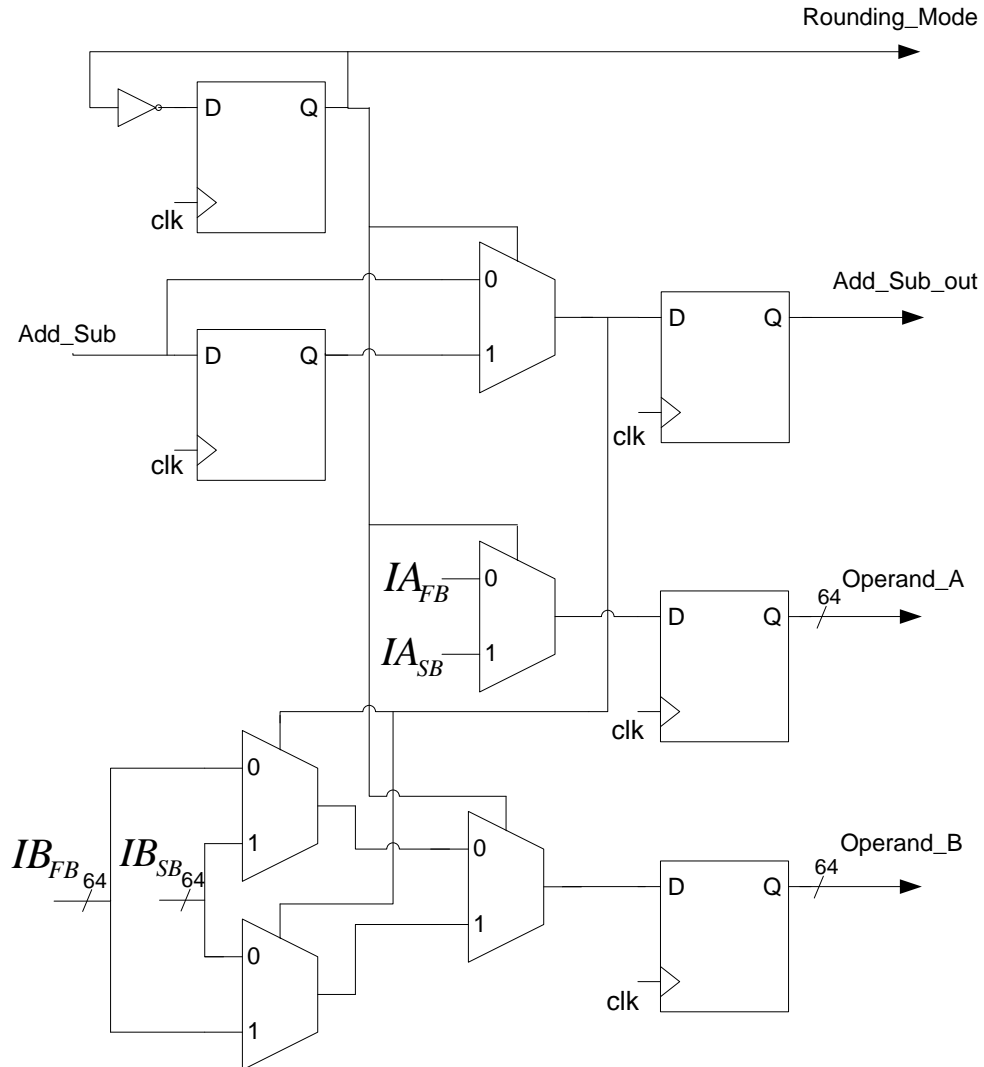 Rounding_Mode
D Q
clk
0
Add_Sub_out
Add_Sub
D Q
1
D Q
clk
clk
IA_FB 0
Operand_A
64
D Q
IA_SB 1
clk
0
IB_FB 64
IB_SB 64
1
0
Operand_B
64
D Q
0
1
1
clk